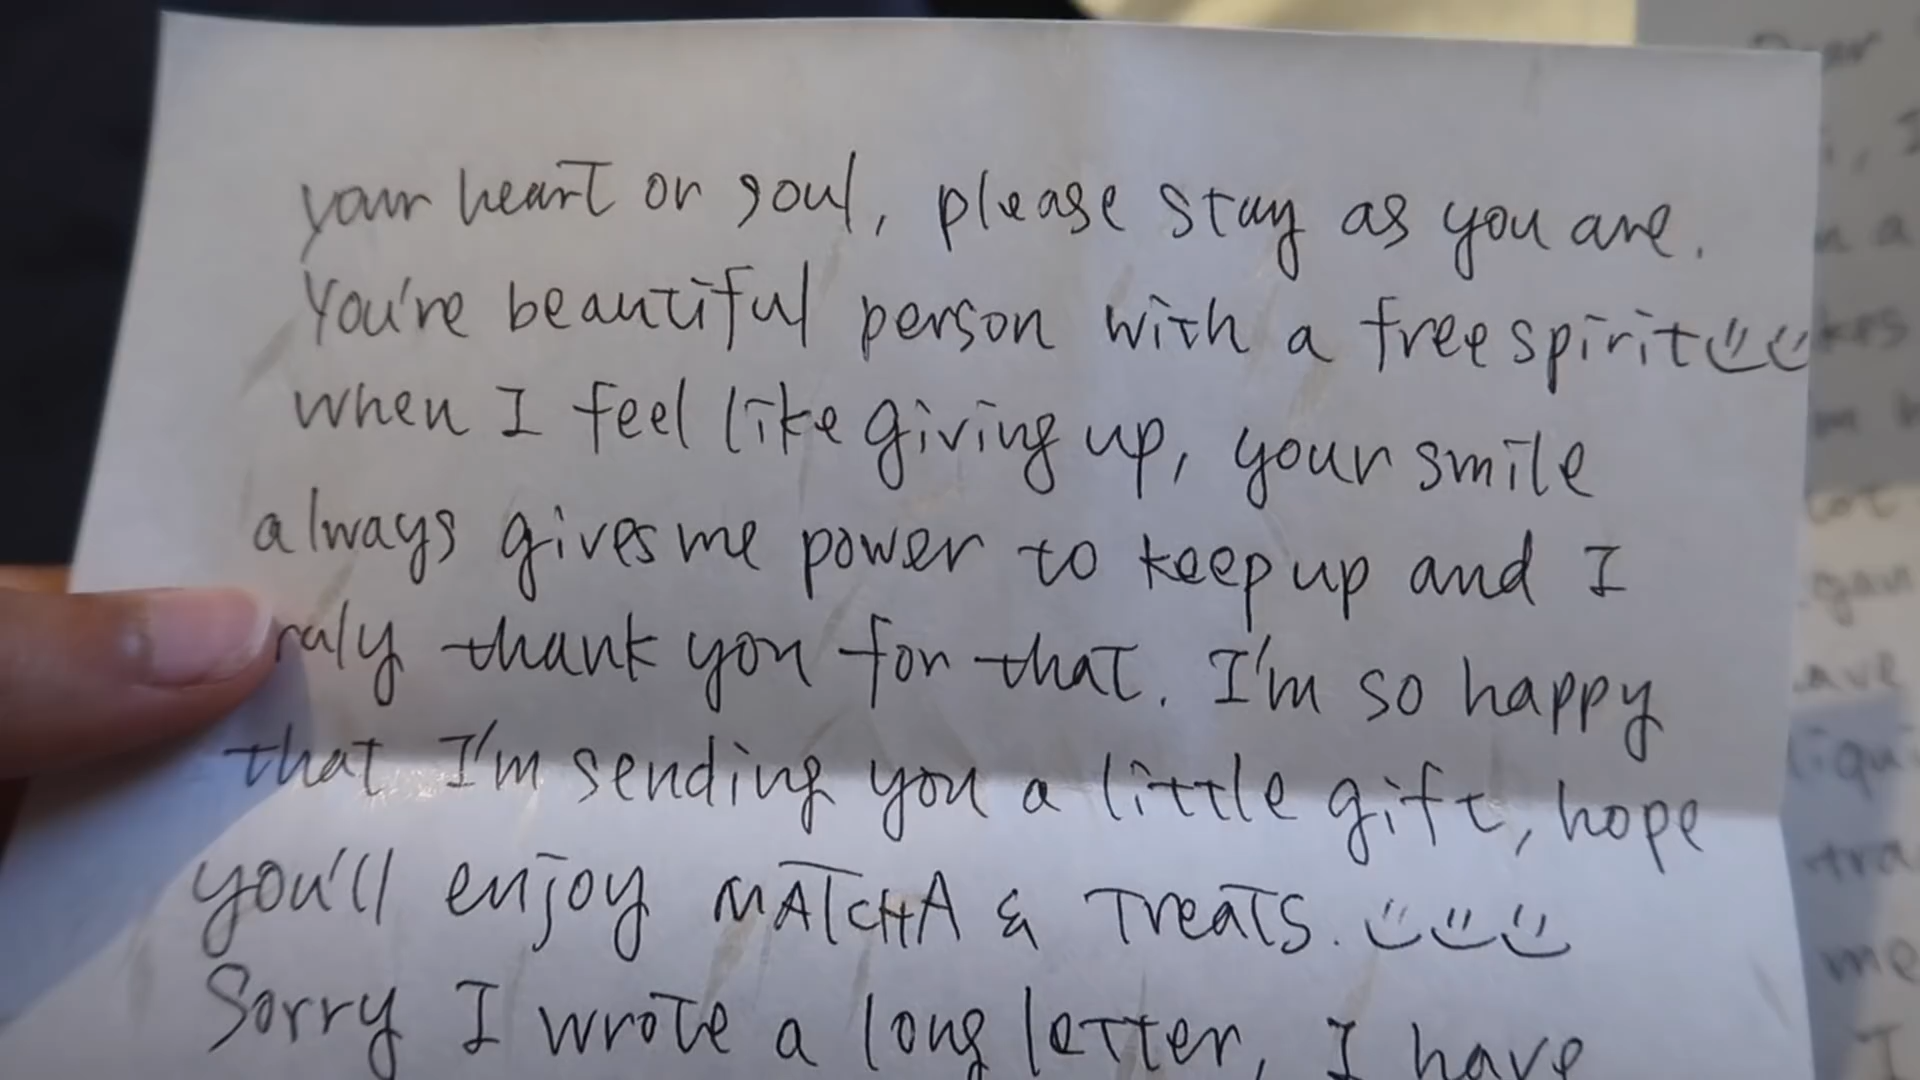 your heart or soul, please stay as you are.
You're beautiful person with a free spirit
when I feel like giving up, your smile
always gives me power to keep up and I
ruly thank you for that. I'm so happy
that I'm sending you a little gift, hope
you'll enjoy MATCHA & Treats.
Sorry I wrote a long letter, I have